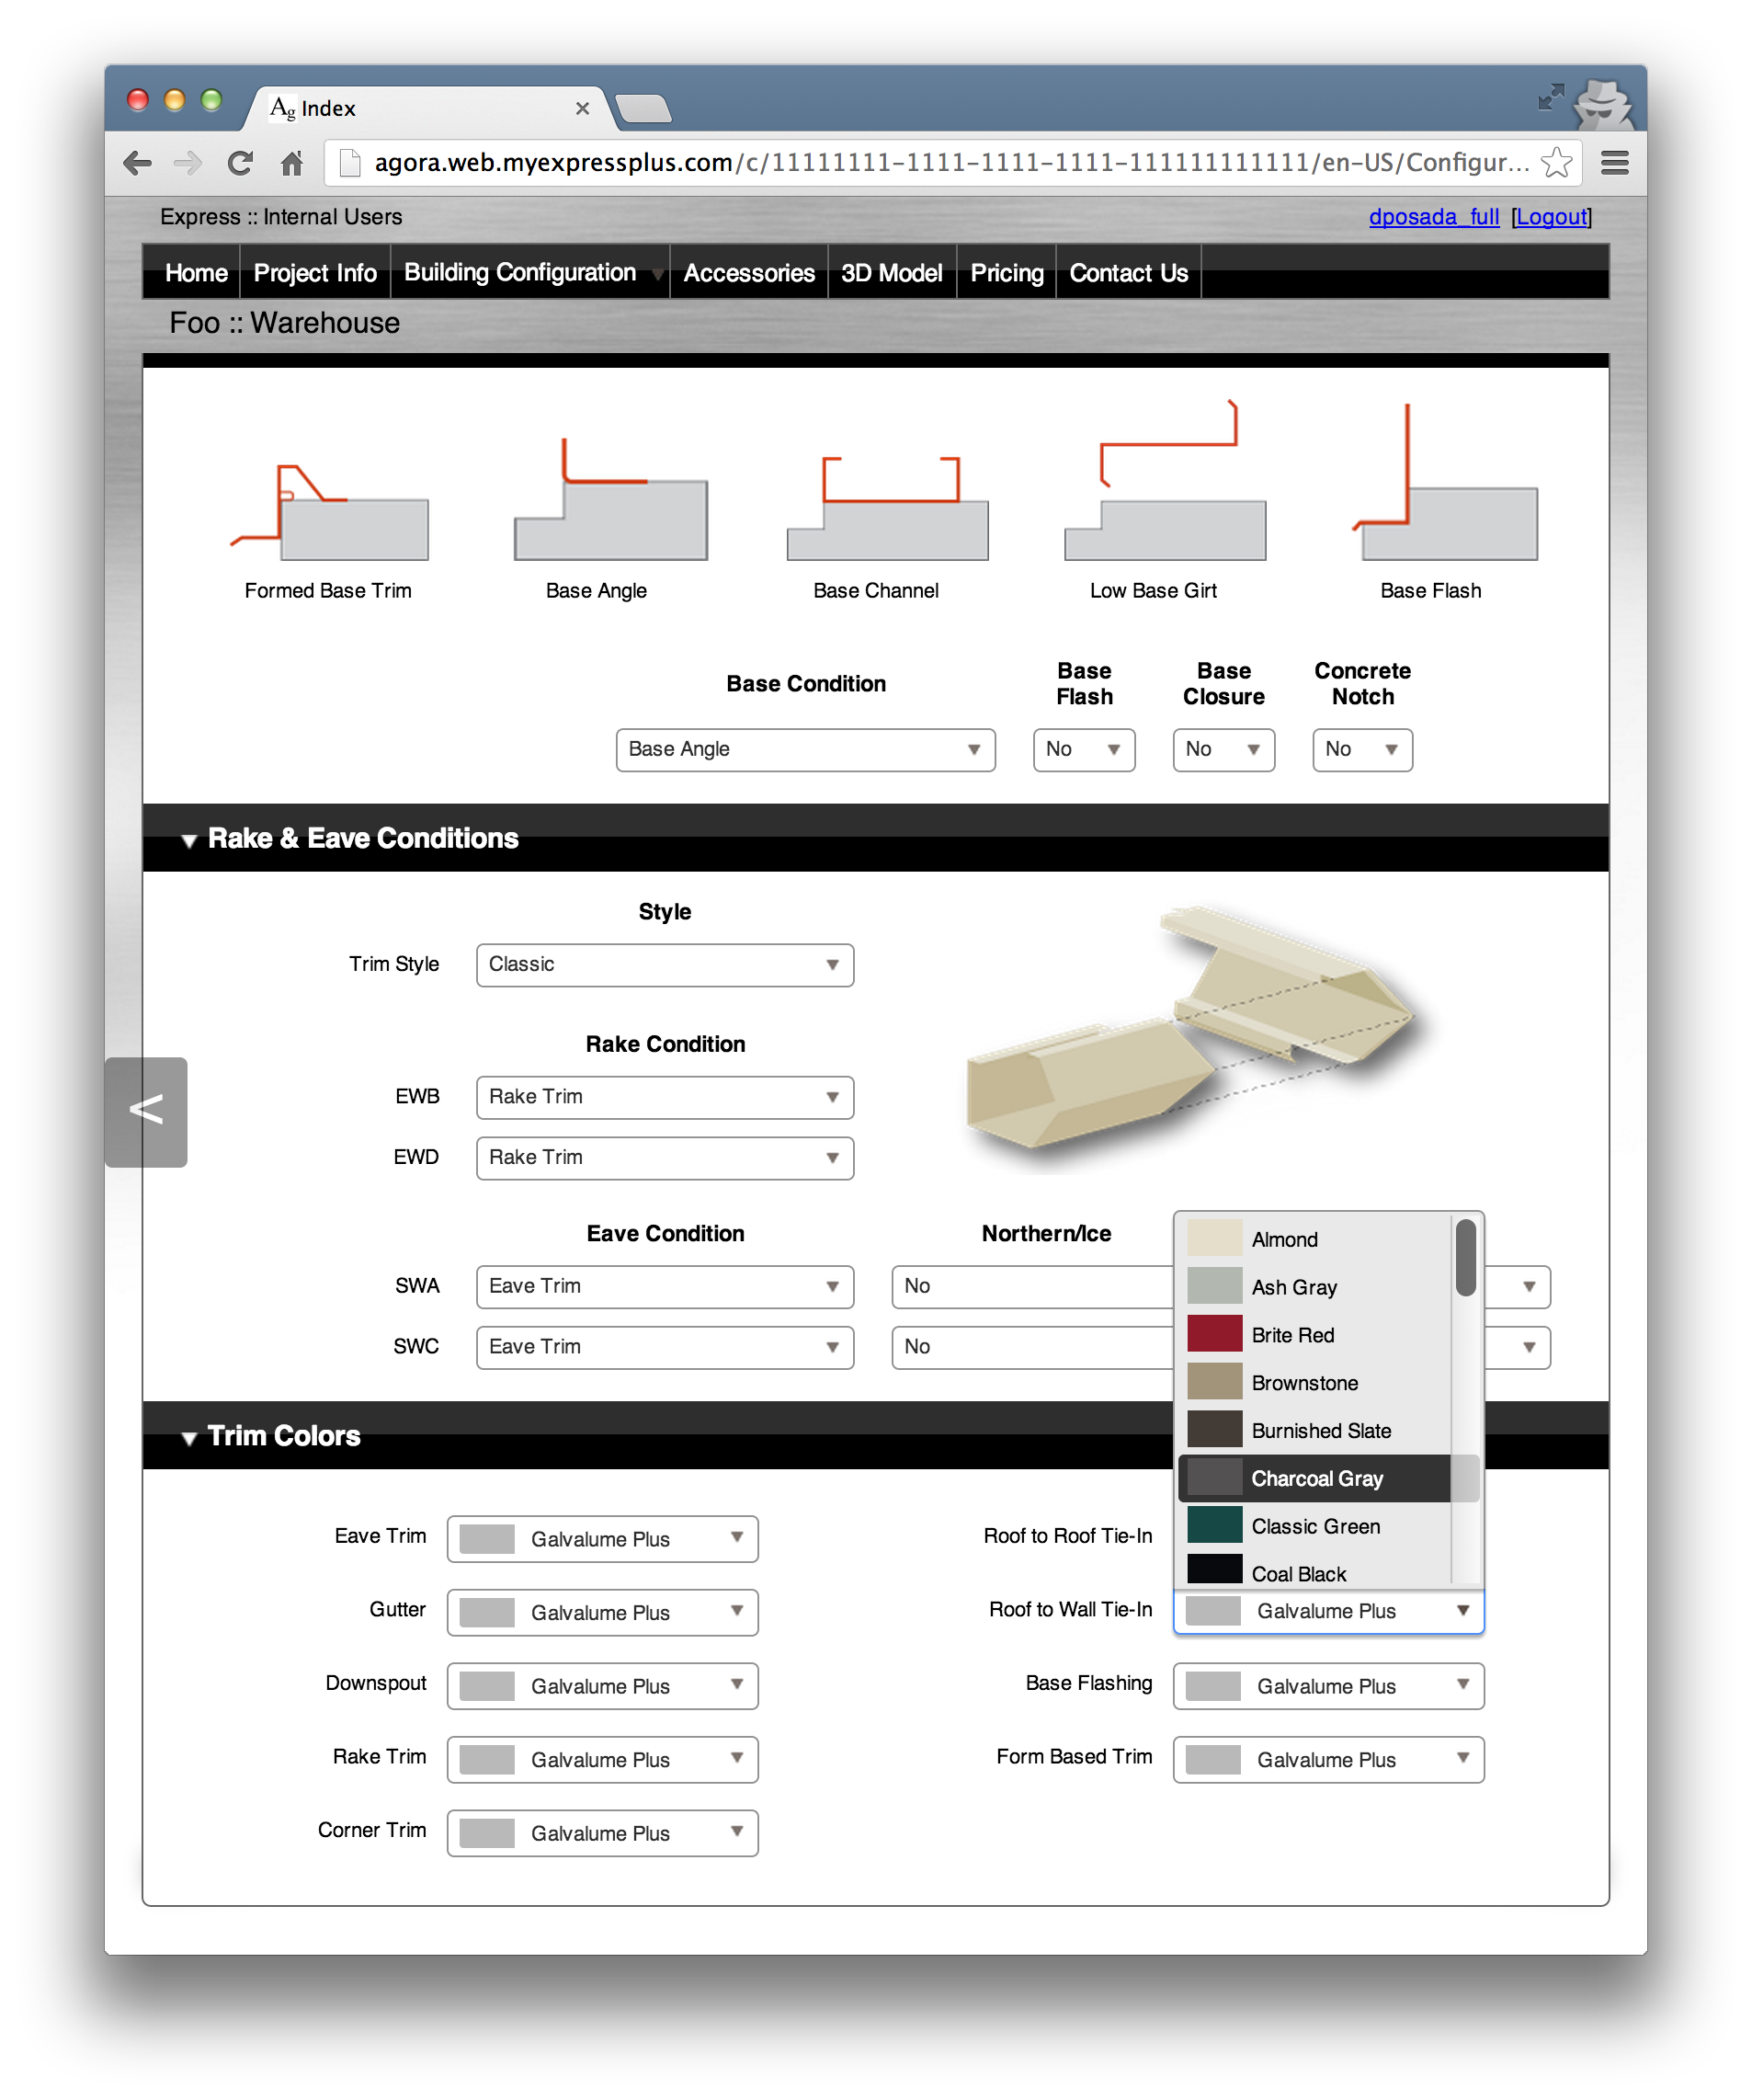 Ag Index
agora.web.myexpressplus.com/c/11111111-1111-1111-1111-111111111111/en-US/Configur...
Express :: Internal Users
dposada_full [Logout]
Home Project Info Building Configuration Accessories 3D Model Pricing Contact Us
Foo :: Warehouse
Formed Base Trim Base Angle Base Channel Low Base Girt Base Flash
Base Condition Base Flash Base Closure Concrete Notch
Base Angle No No No
Rake & Eave Conditions
Style
Trim Style Classic
Rake Condition
EWB Rake Trim
EWD Rake Trim
Eave Condition Northern/Ice
SWA Eave Trim No
SWC Eave Trim No
Almond
Ash Gray
Brite Red
Brownstone
Burnished Slate
Charcoal Gray
Classic Green
Coal Black
Trim Colors
Eave Trim Galvalume Plus Roof to Roof Tie-In
Gutter Galvalume Plus Roof to Wall Tie-In Galvalume Plus
Downspout Galvalume Plus Base Flashing Galvalume Plus
Rake Trim Galvalume Plus Form Based Trim Galvalume Plus
Corner Trim Galvalume Plus